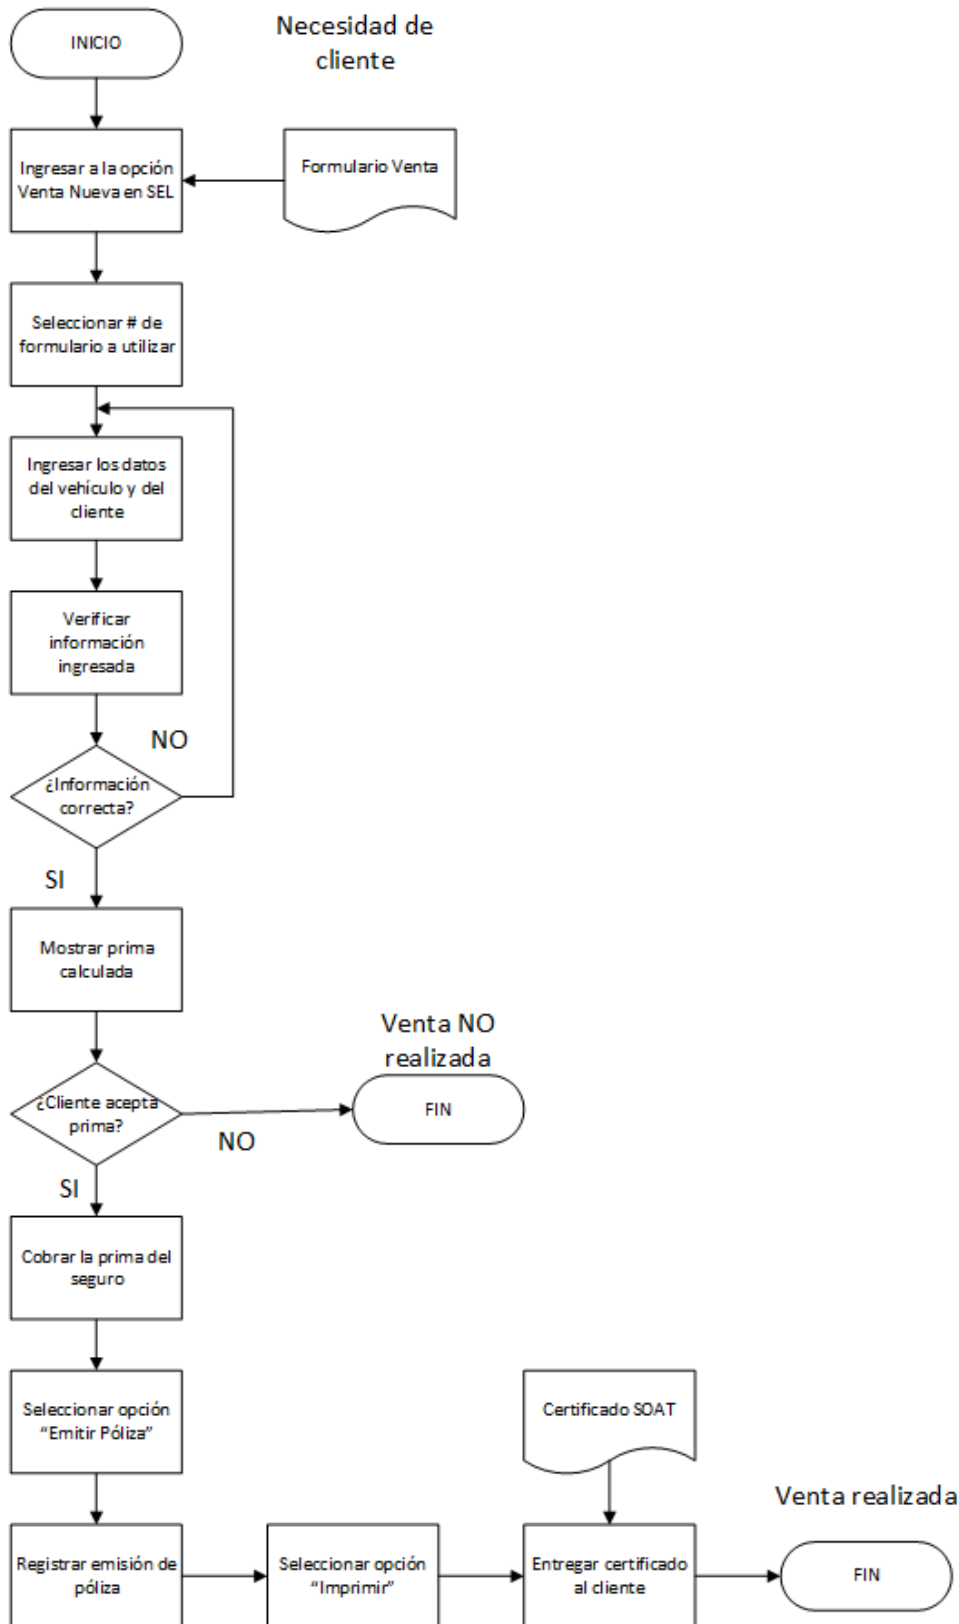 INICIO
Necesidad de
cliente
Ingresar a la opción
Venta Nueva en SEL
Formulario Venta
Seleccionar # de
formulario a utilizar
Ingresar los datos
del vehículo y del
cliente
Verificar
información
ingresada
NO
¿Información
correcta?
SI
Mostrar prima
calculada
Venta NO
realizada
¿Cliente acepta
prima?
FIN
NO
SI
Cobrar la prima del
seguro
Seleccionar opción
“Emitir Póliza”
Certificado SOAT
Venta realizada
Registrar emisión de
póliza
Seleccionar opción
“Imprimir”
Entregar certificado
al cliente
FIN